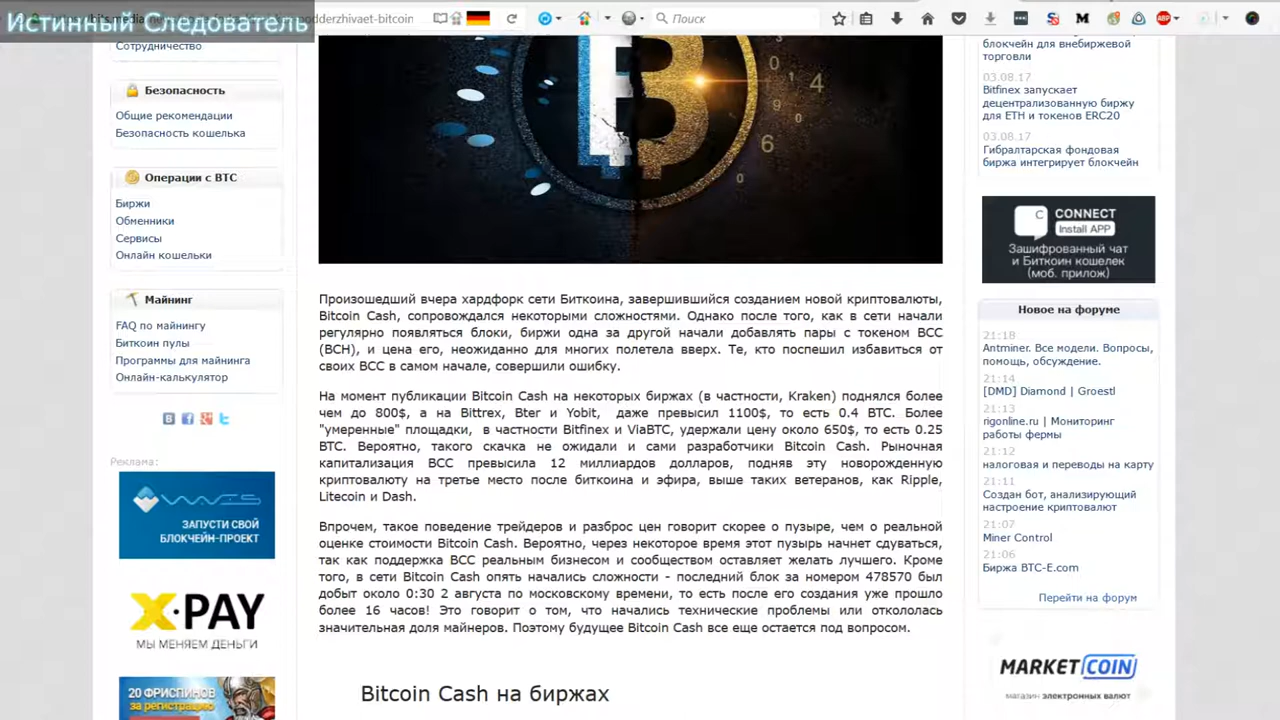 Истинный Следователь
bits.media
odderzhivaet-bitcoin
Поиск
Сотрудничество
Безопасность
Общие рекомендации
Безопасность кошелька
Операции с BTC
Биржи
Обменники
Сервисы
Онлайн кошельки
Майнинг
FAQ по майнингу
Биткоин пулы
Программы для майнинга
Онлайн-калькулятор
Реклама:
WAVES
ЗАПУСТИ СВОЙ
БЛОКЧЕЙН-ПРОЕКТ
X·PAY
МЫ МЕНЯЕМ ДЕНЬГИ
20 ФРИСПИНОВ
за регистрацию
Произошедший вчера хардфорк сети Биткоина, завершившийся созданием новой криптовалюты,
Bitcoin Cash, сопровождался некоторыми сложностями. Однако после того, как в сети начали
регулярно появляться блоки, биржи одна за другой начали добавлять пары с токеном BCC
(BCH), и цена его, неожиданно для многих полетела вверх. Те, кто поспешил избавиться от
своих BCC в самом начале, совершили ошибку.
На момент публикации Bitcoin Cash на некоторых биржах (в частности, Kraken) поднялся более
чем до 800$, а на Bittrex, Bter и Yobit, даже превысил 1100$, то есть 0.4 BTC. Более
"умеренные" площадки, в частности Bitfinex и ViaBTC, удержали цену около 650$, то есть 0.25
BTC. Вероятно, такого скачка не ожидали и сами разработчики Bitcoin Cash. Рыночная
капитализация BCC превысила 12 миллиардов долларов, подняв эту новорожденную
криптовалюту на третье место после биткоина и эфира, выше таких ветеранов, как Ripple,
Litecoin и Dash.
Впрочем, такое поведение трейдеров и разброс цен говорит скорее о пузыре, чем о реальной
оценке стоимости Bitcoin Cash. Вероятно, через некоторое время этот пузырь начнет сдуваться,
так как поддержка BCC реальным бизнесом и сообществом оставляет желать лучшего. Кроме
того, в сети Bitcoin Cash опять начались сложности - последний блок за номером 478570 был
добыт около 0:30 2 августа по московскому времени, то есть после его создания уже прошло
более 16 часов! Это говорит о том, что начались технические проблемы или откололась
значительная доля майнеров. Поэтому будущее Bitcoin Cash все еще остается под вопросом.
Bitcoin Cash на биржах
блокчейн для внебиржевой
торговли
03.08.17
Bitfinex запускает
децентрализованную биржу
для ETH и токенов ERC20
03.08.17
Гибралтарская фондовая
биржа интегрирует блокчейн
CONNECT
Install APP
Зашифрованный чат
и Биткоин кошелек
(моб. прилож)
Новое на форуме
21:18
Antminer. Все модели. Вопросы,
помощь, обсуждение.
21:14
[DMD] Diamond | Groestl
21:13
rigonline.ru | Мониторинг
работы фермы
21:12
налоговая и переводы на карту
21:11
Создан бот, анализирующий
настроение криптовалют
21:07
Miner Control
21:06
Биржа BTC-E.com
Перейти на форум
MARKETCOIN
магазин электронных валют